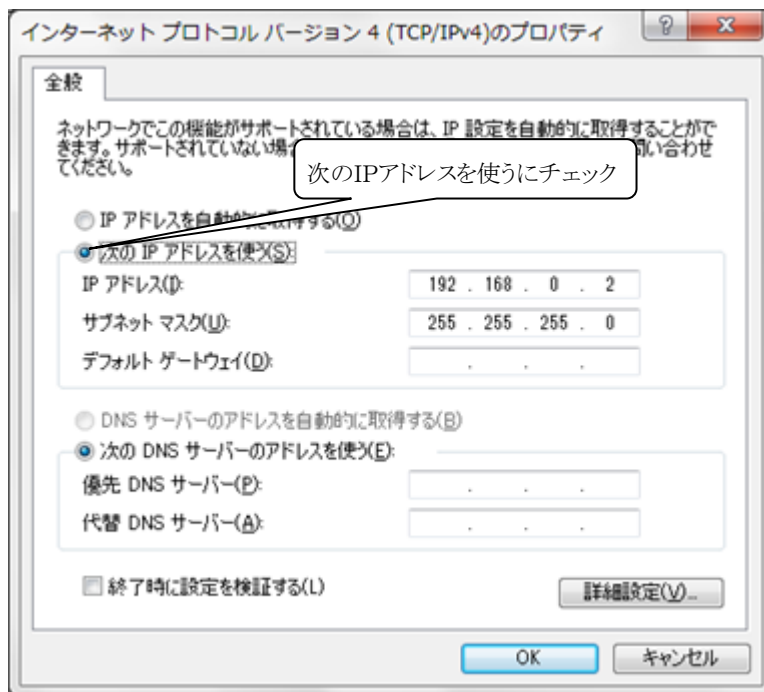 インターネット プロトコル バージョン 4 (TCP/IPv4)のプロパティ
全般
ネットワークでこの機能がサポートされている場合は、IP 設定を自動的に取得することがで
きます。サポートされていない場合 問い合わせ
てください。
次のIPアドレスを使うにチェック
IP アドレスを自動的に取得する(O)
次の IP アドレスを使う(S):
IP アドレス(I): 192 . 168 . 0 . 2
サブネット マスク(U): 255 . 255 . 255 . 0
デフォルト ゲートウェイ(D): . . .
DNS サーバーのアドレスを自動的に取得する(B)
次の DNS サーバーのアドレスを使う(E):
優先 DNS サーバー(P): . . .
代替 DNS サーバー(A): . . .
終了時に設定を検証する(L)
詳細設定(V)...
OK キャンセル